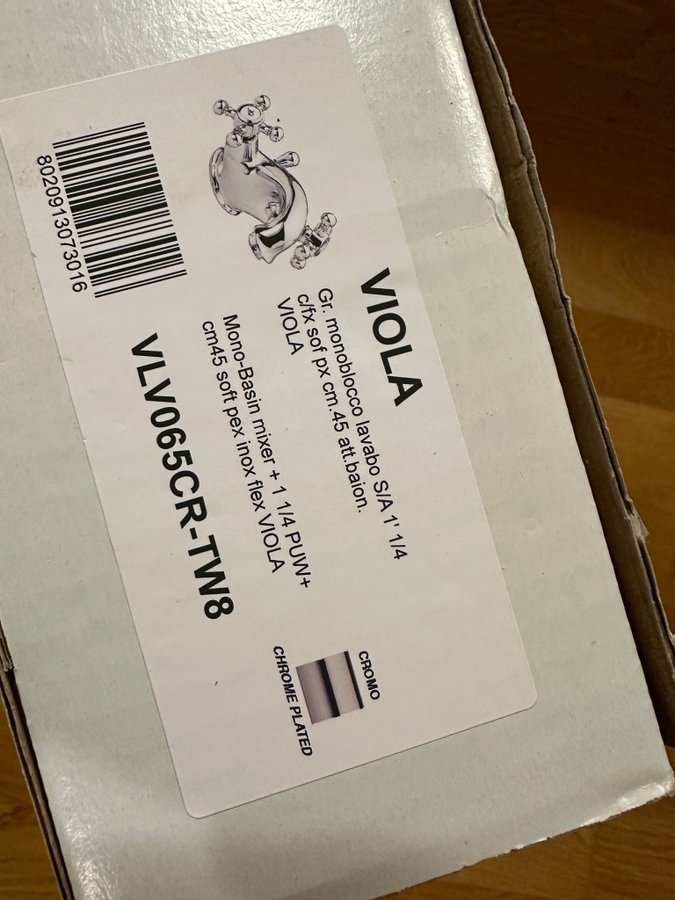 VIOLA
Gr. monoblocco lavabo S/A 1' 1/4
c/fx sof px cm.45 att.baion.
VIOLA
Mono-Basin mixer + 1 1/4 PUW+
cm45 soft pex inox flex VIOLA
VLV065CR-TW8
8020913073016
CROMO
CHROME PLATED